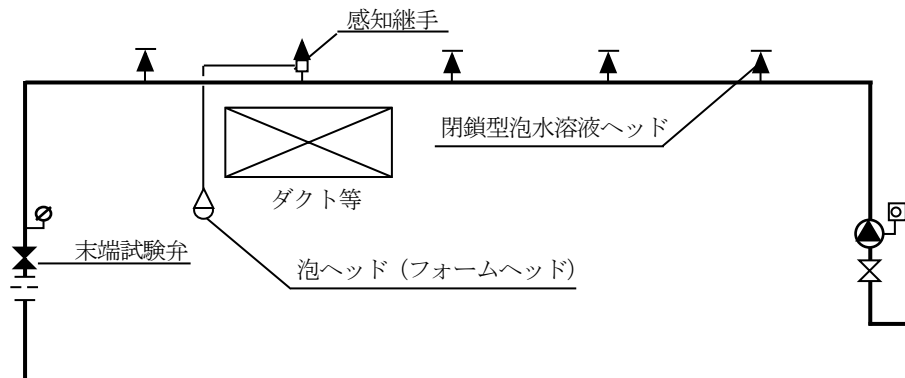 感知継手
閉鎖型泡水溶液ヘッド
ダクト等
末端試験弁
泡ヘッド（フォームヘッド）